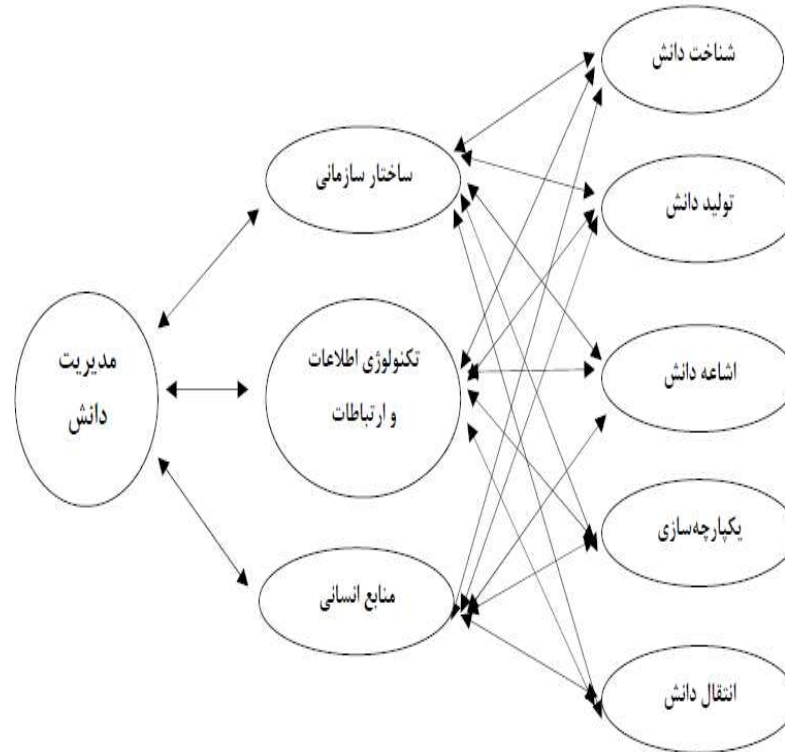 مدیریت
دانش
ساختار سازمانی
تکنولوژی اطلاعات
و ارتباطات
منابع انسانی
شناخت دانش
تولید دانش
اشاعه دانش
یکپارچه‌سازی
انتقال دانش